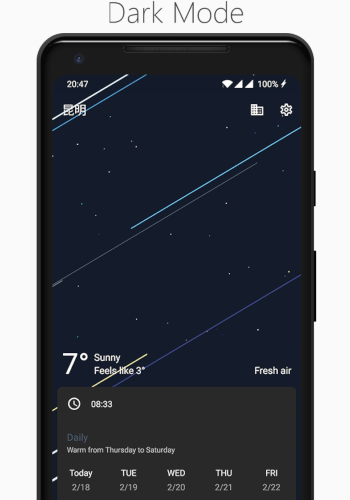 Dark Mode
20:47 100%
昆明
7° Sunny
Feels like 3°
Fresh air
08:33
Daily
Warm from Thursday to Saturday
Today TUE WED THU FRI
2/18 2/19 2/20 2/21 2/22